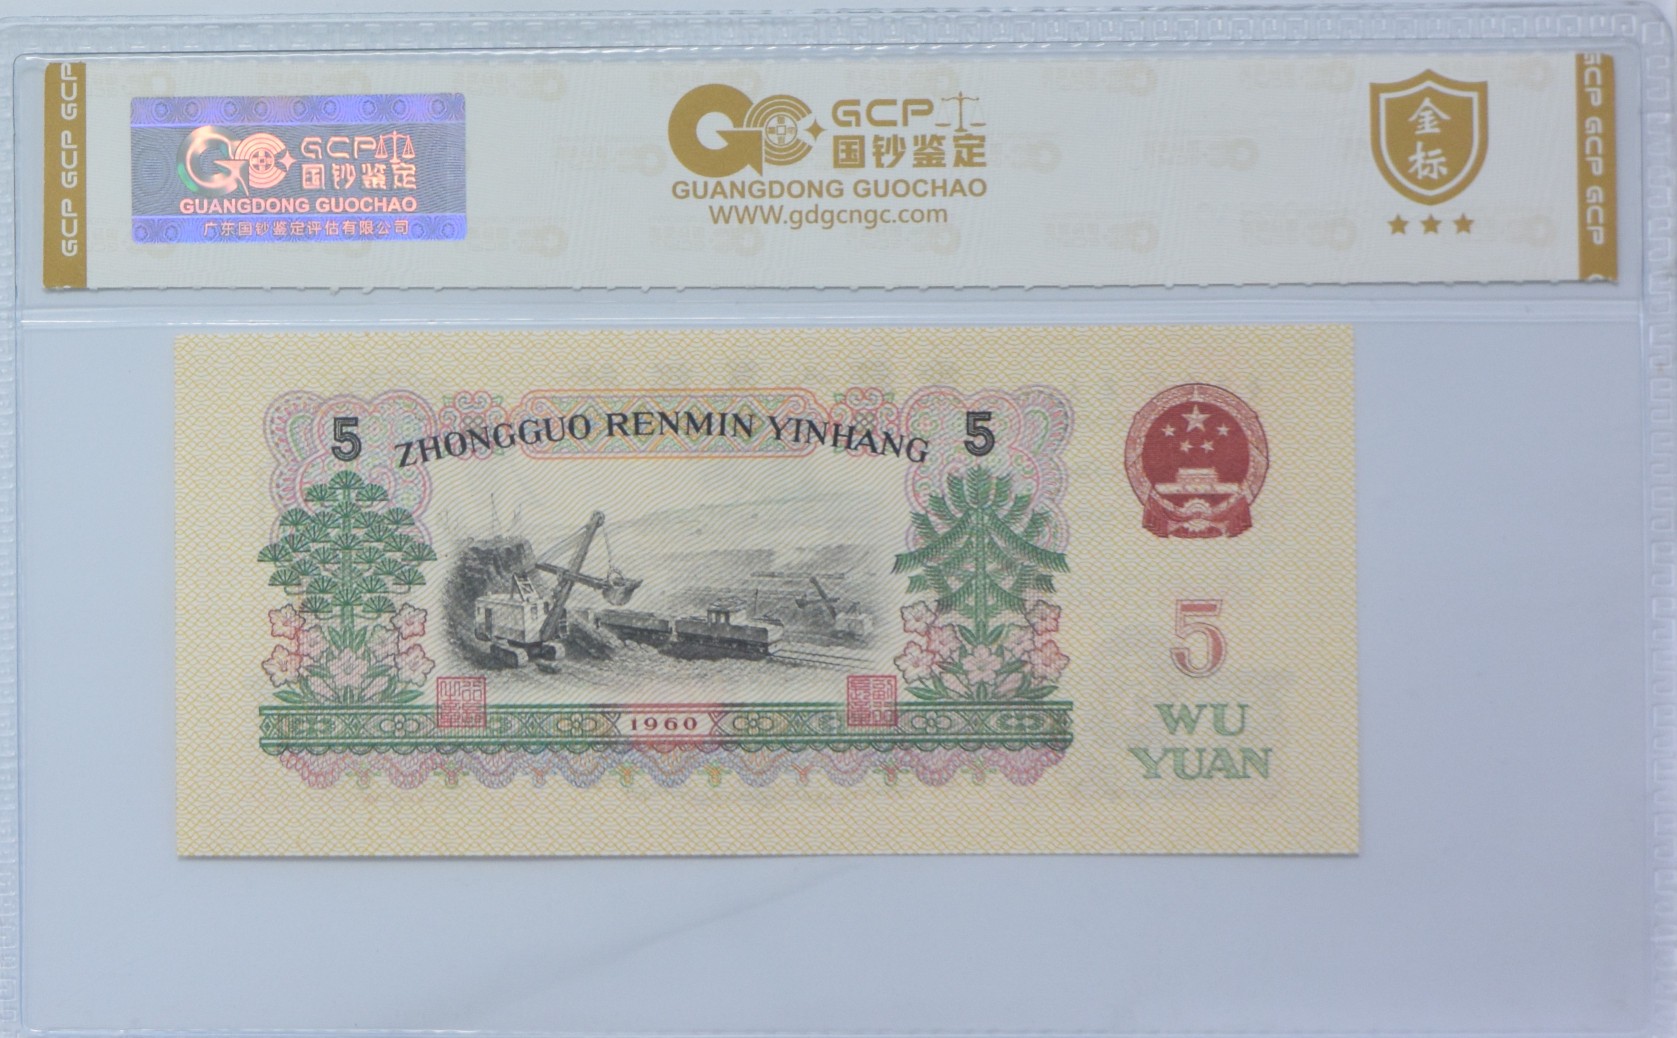 GCP GCP GCP
GCP 国钞鉴定
GUANGDONG GUOCHAO
广东国钞鉴定评估有限公司
GCP
国钞鉴定
GUANGDONG GUOCHAO
WWW.gdgcngc.com
金标
GCP GCP GCP
5 ZHONGGUO RENMIN YINHANG 5
5
WU
YUAN
1960